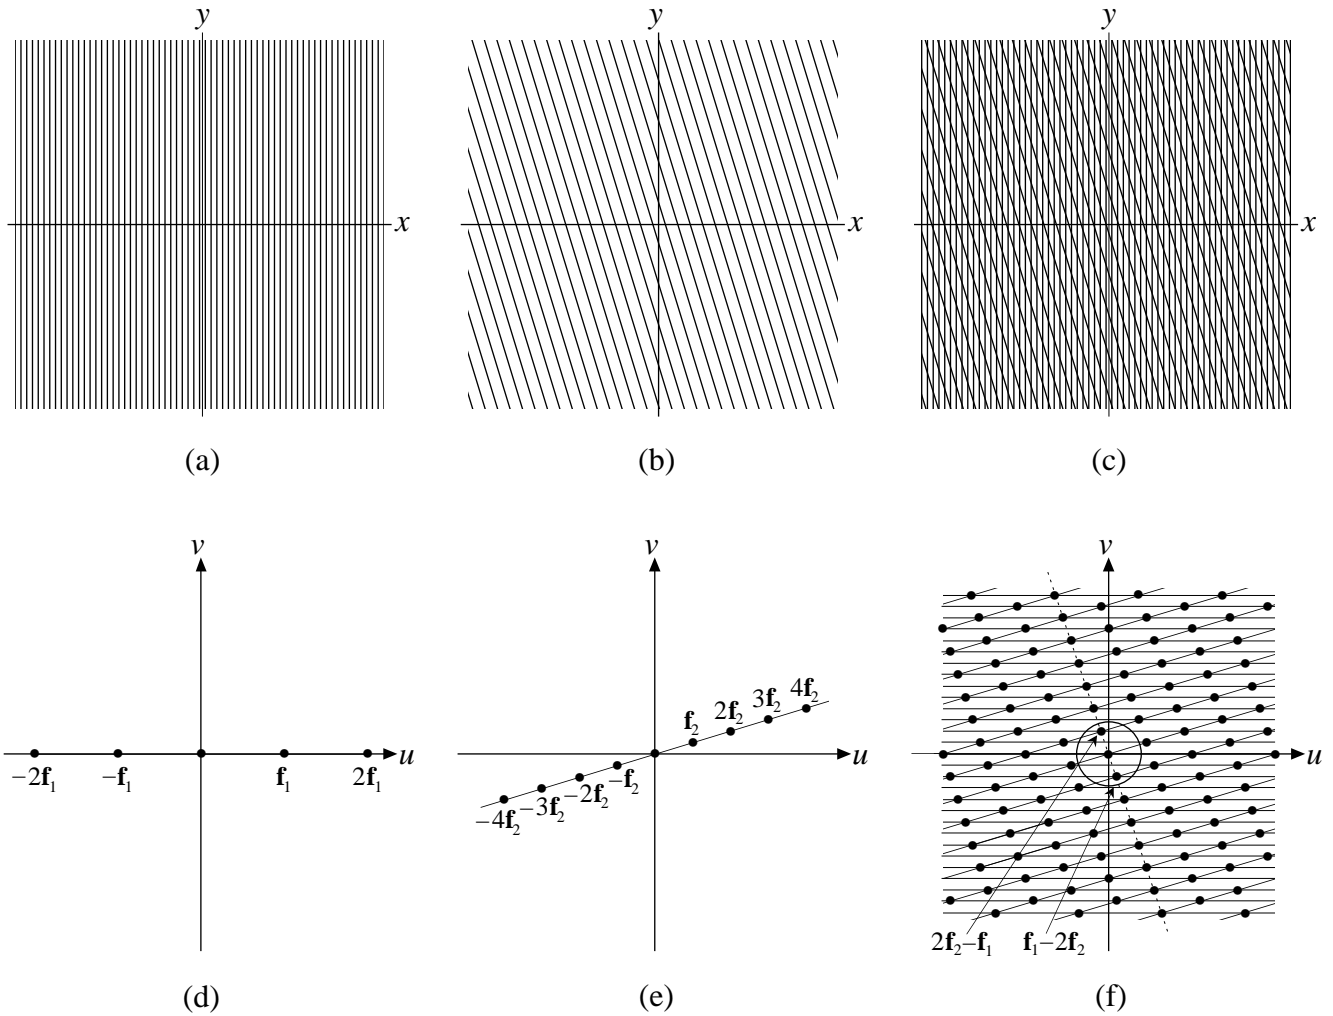 y y y
x x x
(a) (b) (c)
v v v
−2f₁ −f₁ f₁ 2f₁ u
−4f₂ −3f₂ −2f₂ −f₂ f₂ 2f₂ 3f₂ 4f₂ u
u
2f₂−f₁ f₁−2f₂
(d) (e) (f)